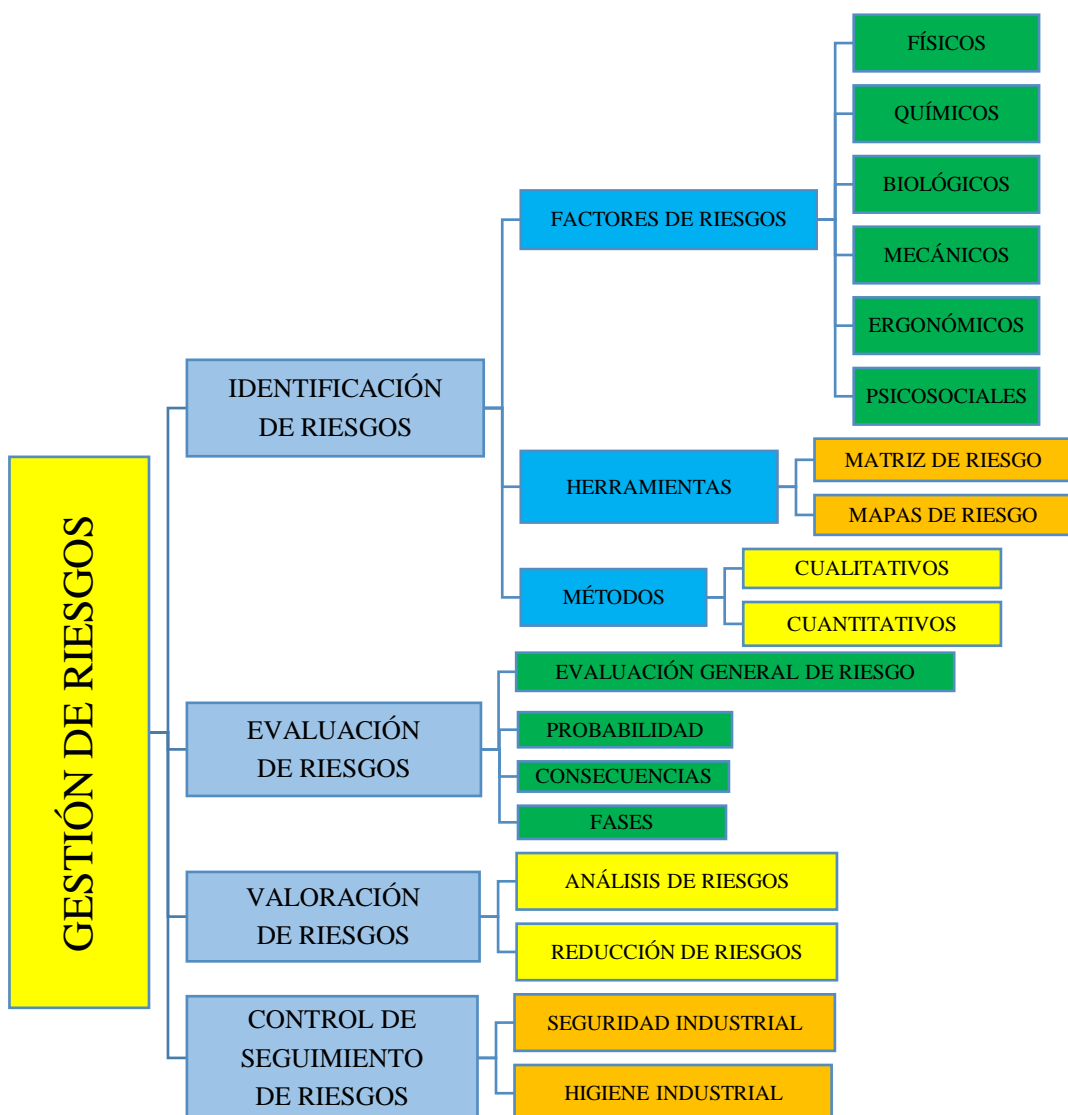 GESTIÓN DE RIESGOS
IDENTIFICACIÓN
DE RIESGOS
FACTORES DE RIESGOS
FÍSICOS
QUÍMICOS
BIOLÓGICOS
MECÁNICOS
ERGONÓMICOS
PSICOSOCIALES
HERRAMIENTAS
MATRIZ DE RIESGO
MAPAS DE RIESGO
MÉTODOS
CUALITATIVOS
CUANTITATIVOS
EVALUACIÓN
DE RIESGOS
EVALUACIÓN GENERAL DE RIESGO
PROBABILIDAD
CONSECUENCIAS
FASES
VALORACIÓN
DE RIESGOS
ANÁLISIS DE RIESGOS
REDUCCIÓN DE RIESGOS
CONTROL DE
SEGUIMIENTO
DE RIESGOS
SEGURIDAD INDUSTRIAL
HIGIENE INDUSTRIAL